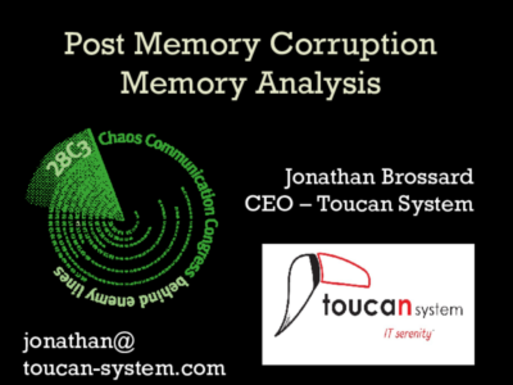 Post Memory Corruption
Memory Analysis
28C3
Chaos Communication Congress
behind enemy lines
Jonathan Brossard
CEO – Toucan System
toucan system
IT serenity
jonathan@
toucan-system.com